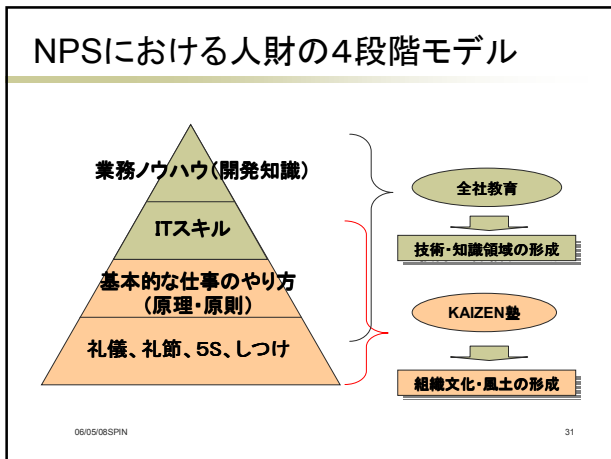 NPSにおける人財の4段階モデル
業務ノウハウ(開発知識)
ITスキル
基本的な仕事のやり方
(原理・原則)
礼儀、礼節、5S、しつけ
全社教育
技術・知識領域の形成
KAIZEN塾
組織文化・風土の形成
06/05/08SPIN
31